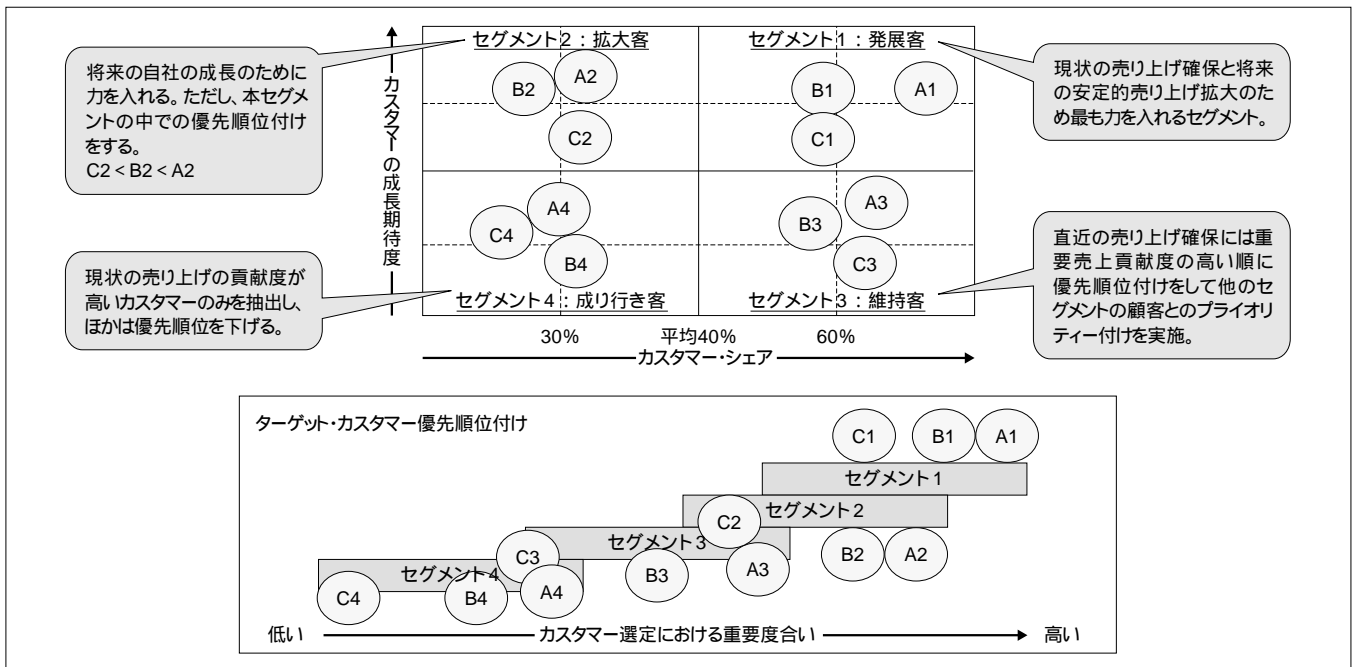 セグメント2：拡大客
セグメント1：発展客
将来の自社の成長のために
力を入れる。ただし、本セグメ
ントの中での優先順位付け
をする。
C2＜B2＜A2
現状の売り上げ確保と将来
の安定的売り上げ拡大のた
め最も力を入れるセグメント。
カスタマーの成長期待度
B2
A2
C2
B1
A1
C1
A4
C4
B4
A3
B3
C3
現状の売り上げの貢献度が
高いカスタマーのみを抽出し、
ほかは優先順位を下げる。
直近の売り上げ確保には重
要売上貢献度の高い順に
優先順位付けをして他のセ
グメントの顧客とのプライオリ
ティー付けを実施。
セグメント4：成り行き客
セグメント3：維持客
30%
平均40%
60%
カスタマー・シェア
ターゲット・カスタマー優先順位付け
C1
B1
A1
セグメント1
セグメント2
C2
セグメント3
B2
A2
C3
B3
A3
セグメント4
C4
B4
A4
低い
カスタマー選定における重要度合い
高い